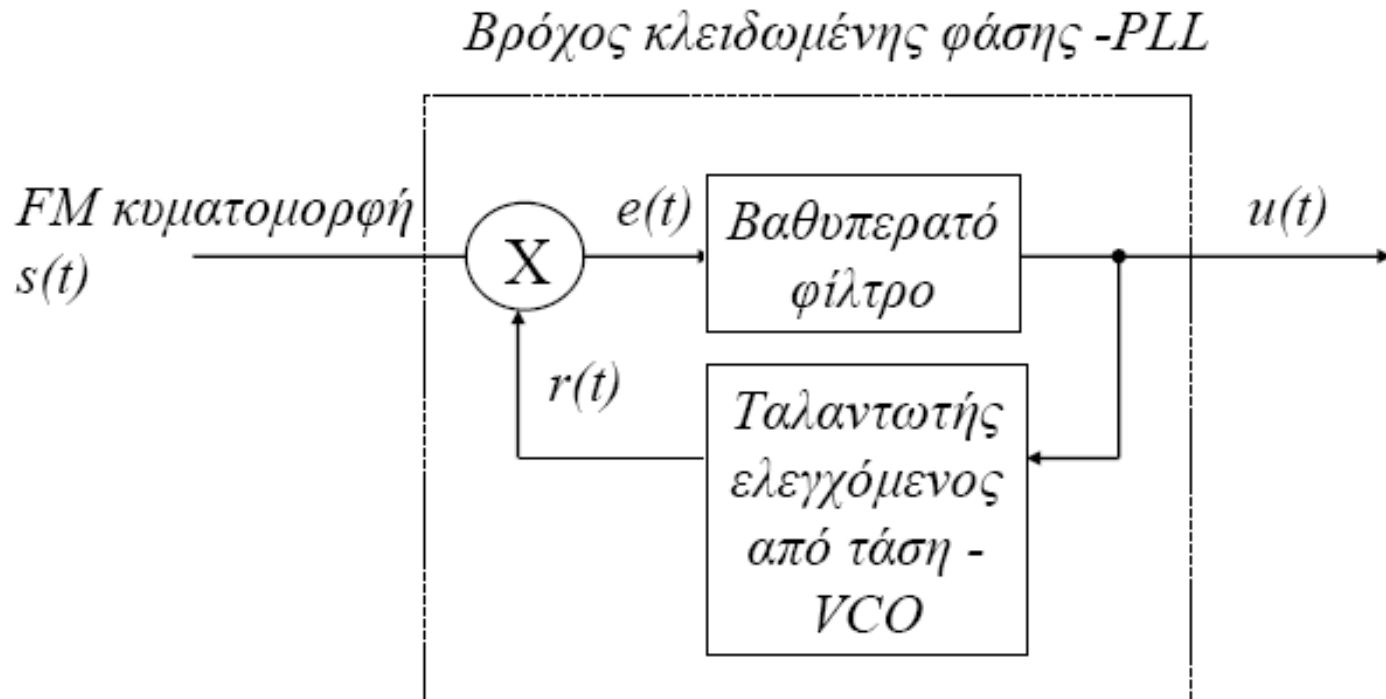 Βρόχος κλειδωμένης φάσης -PLL
FM κυματομορφή
s(t)
X
e(t)
Βαθυπερατό
φίλτρο
u(t)
r(t)
Ταλαντωτής
ελεγχόμενος
από τάση -
VCO